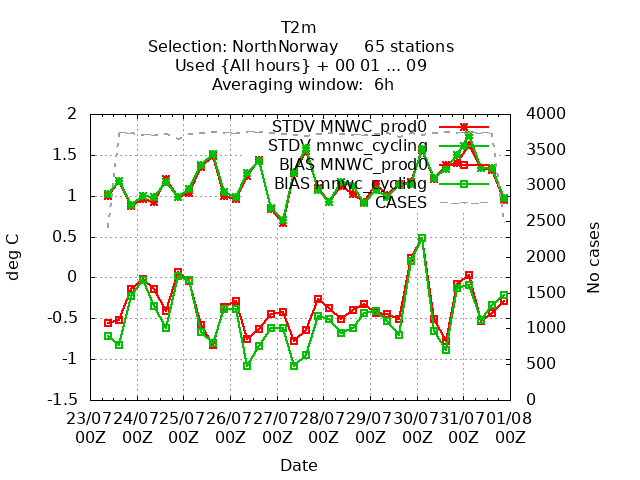 T2m
Selection: NorthNorway 65 stations
Used {All hours} + 00 01 ... 09
Averaging window: 6h
STDV MNWC_prod0
STDV mnwc_cycling
BIAS MNWC_prod0
BIAS mnwc_cycling
CASES
2
1.5
1
0.5
0
-0.5
-1
-1.5
deg C
4000
3500
3000
2500
2000
1500
1000
500
0
No cases
23/07 24/07 25/07 26/07 27/07 28/07 29/07 30/07 31/07 01/08
00Z 00Z 00Z 00Z 00Z 00Z 00Z 00Z 00Z 00Z
Date